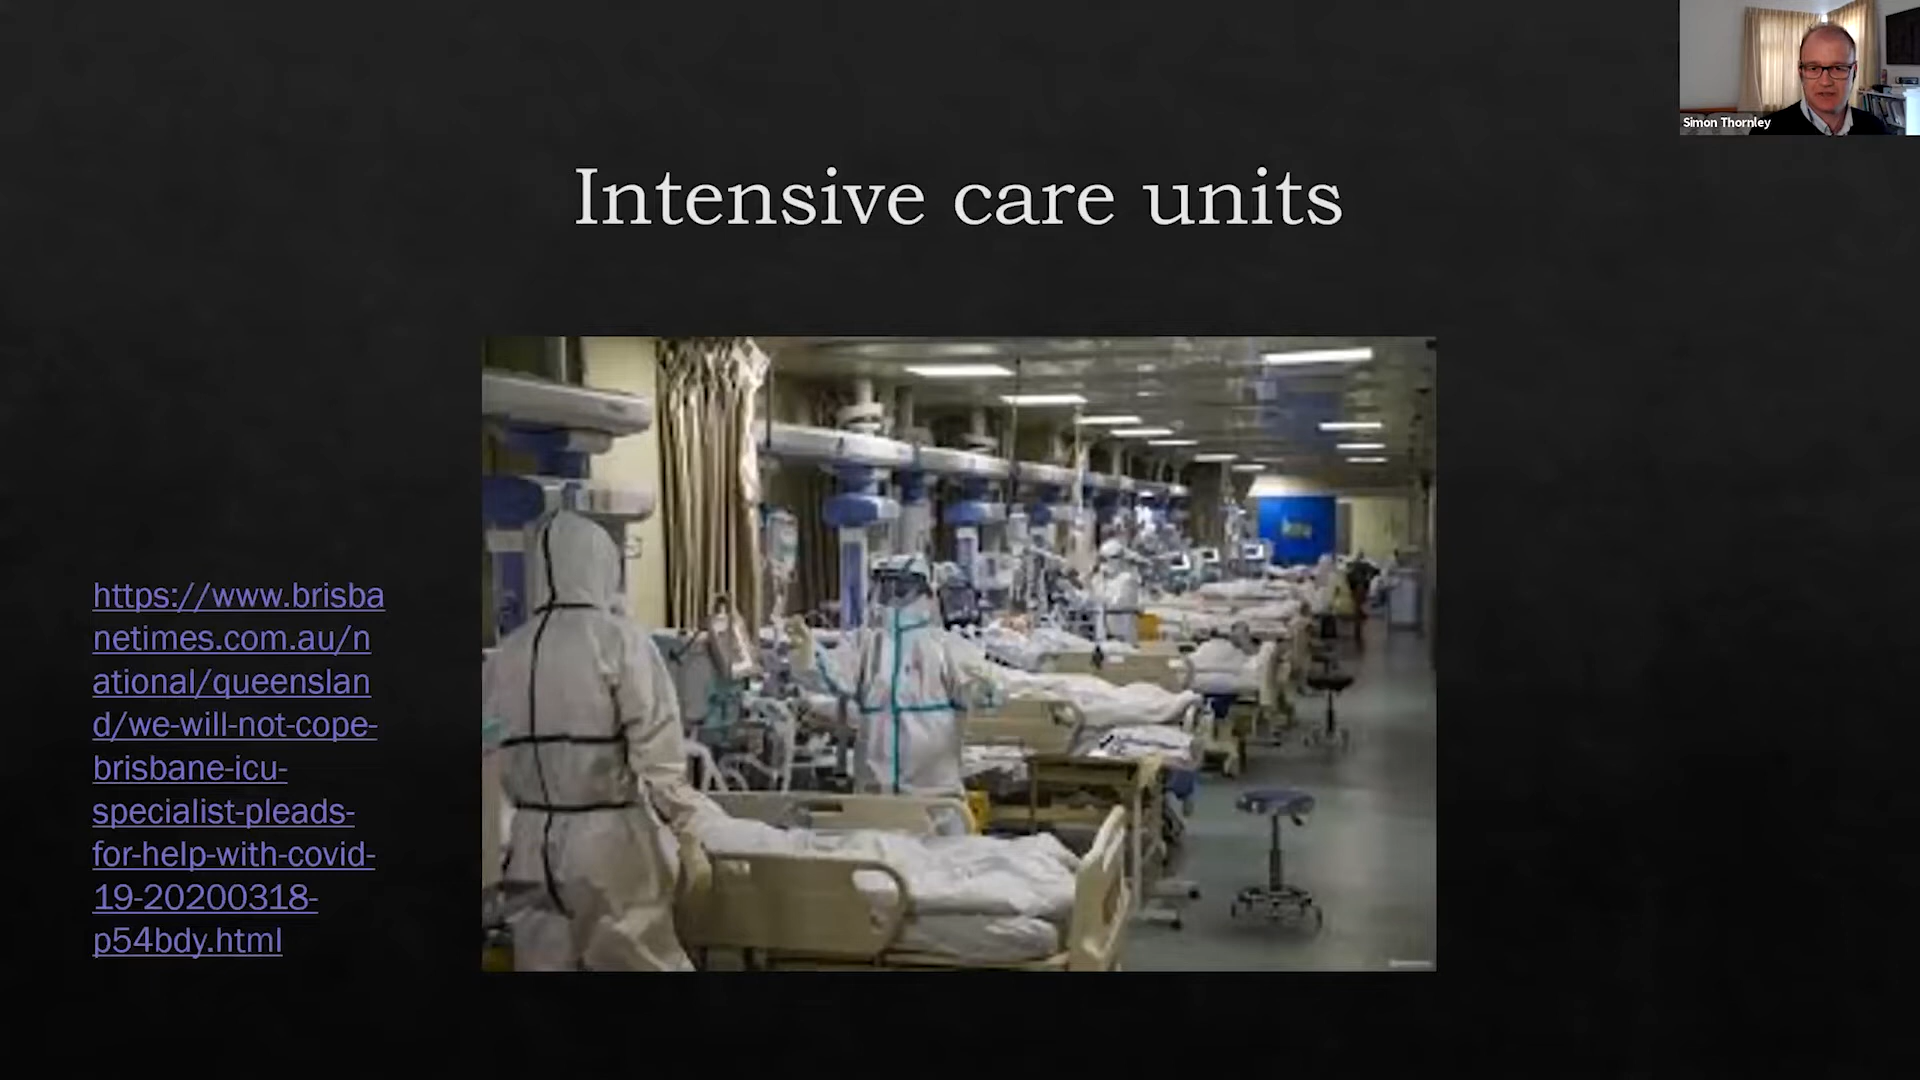 Simon Thornley
Intensive care units
https://www.brisba
netimes.com.au/n
ational/queenslan
d/we-will-not-cope-
brisbane-icu-
specialist-pleads-
for-help-with-covid-
19-20200318-
p54bdy.html